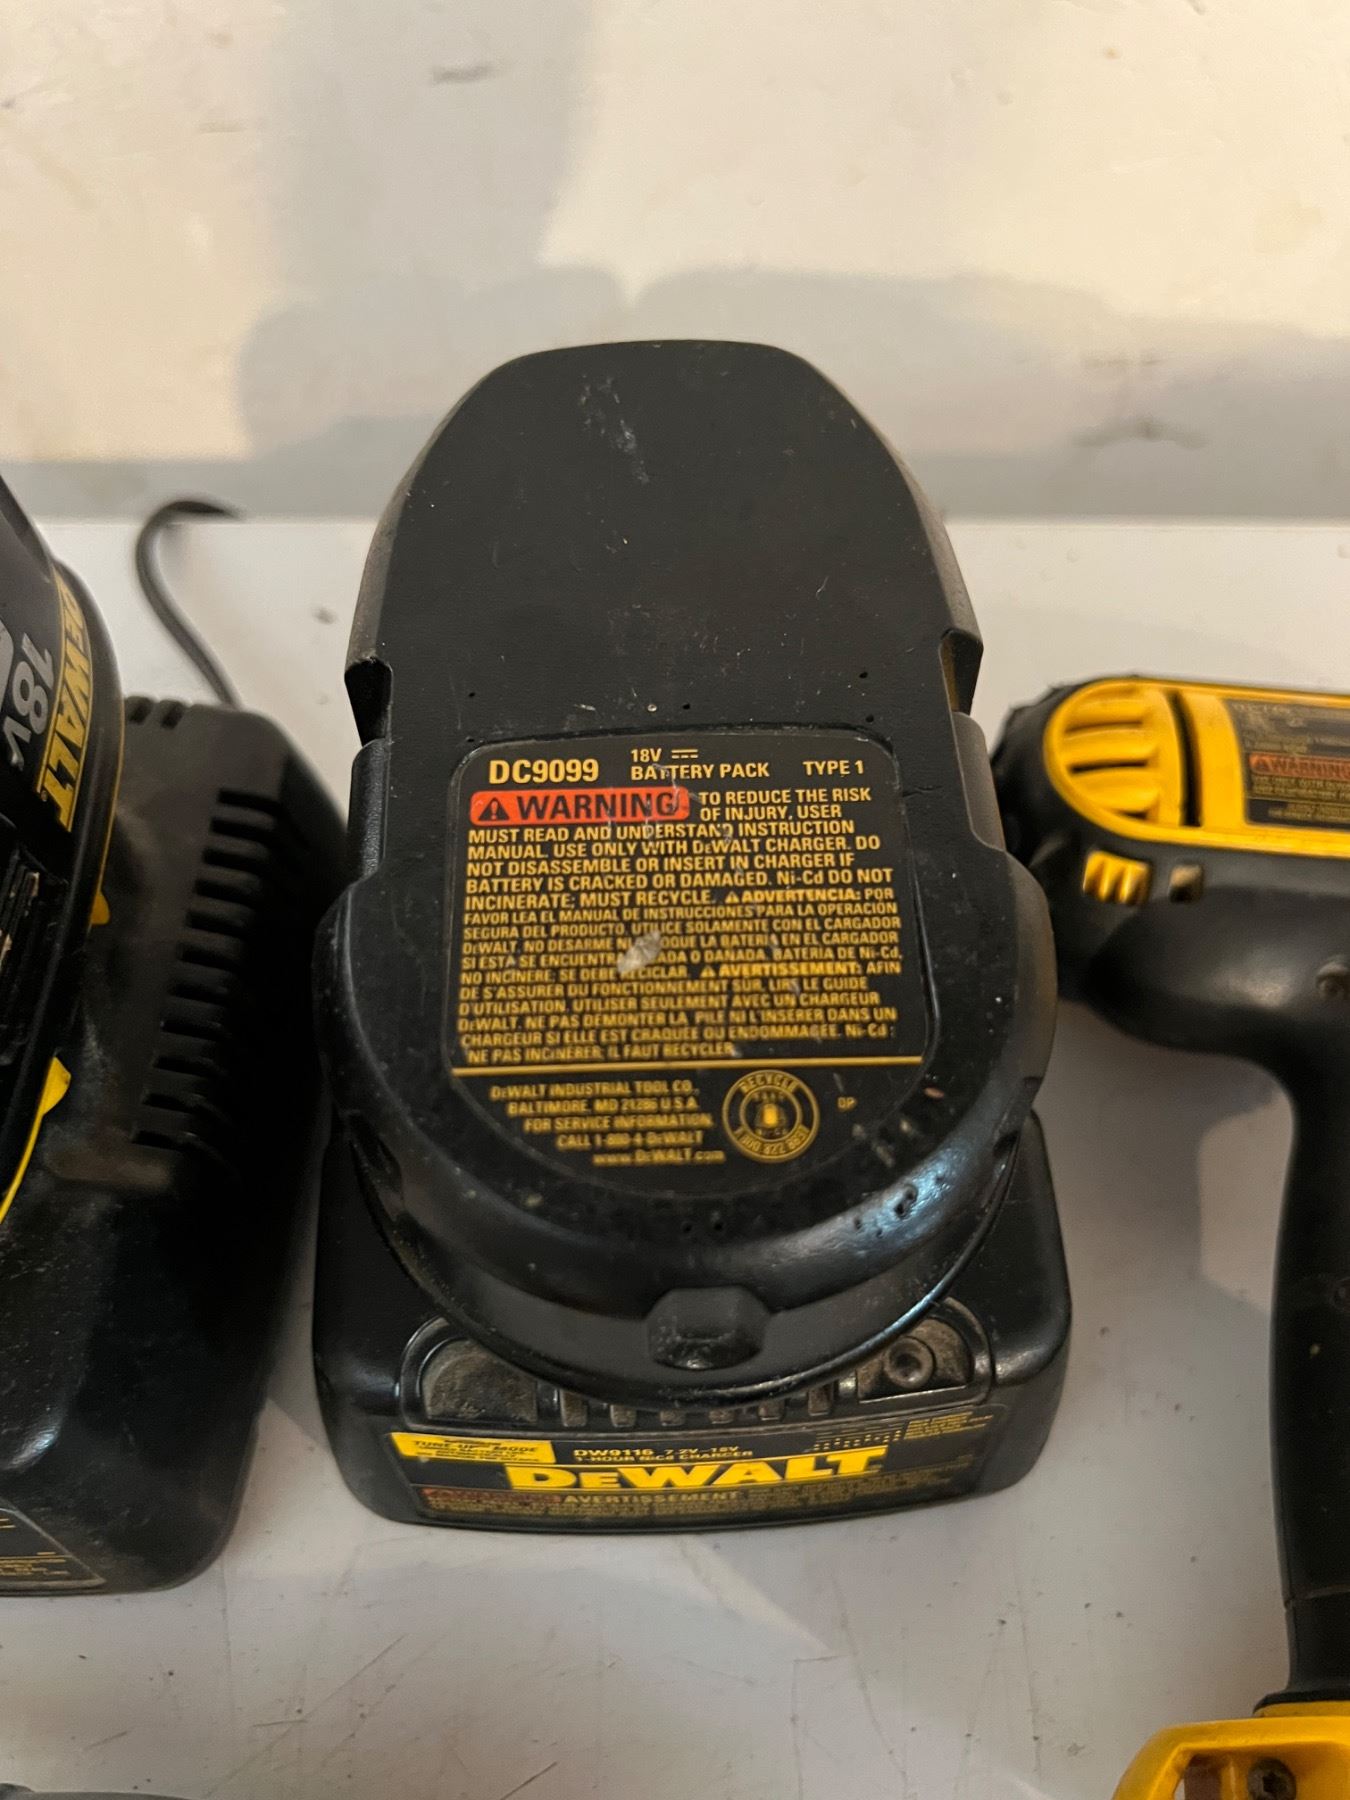 DEWALT
18V
DC9099 18V BATTERY PACK TYPE 1
WARNING TO REDUCE THE RISK
OF INJURY, USER
MUST READ AND UNDERSTAND INSTRUCTION
MANUAL. USE ONLY WITH DEWALT CHARGER. DO
NOT DISASSEMBLE OR INSERT IN CHARGER IF
BATTERY IS CRACKED OR DAMAGED. Ni-Cd DO NOT
INCINERATE; MUST RECYCLE. ADVERTENCIA: POR
FAVOR LEA EL MANUAL DE INSTRUCCIONES PARA LA OPERACIÓN
SEGURA DEL PRODUCTO. UTILICE SOLAMENTE CON EL CARGADOR
DEWALT. NO DESARME NI OQUE LA BATERIA EN EL CARGADOR
SI ESTA SE ENCUENTRA ADA O DANADA. BATERIA DE Ni-Cd,
NO INCINERE; SE DEBE RECICLAR. AVERTISSEMENT: AFIN
DE S'ASSURER DU FONCTIONNEMENT SÛR, LIRE LE GUIDE
D'UTILISATION. UTILISER SEULEMENT AVEC UN CHARGEUR
DEWALT. NE PAS DEMONTER LA PILE NI L'INSERER DANS UN
CHARGEUR SI ELLE EST CRAQUÉE OU ENDOMMAGÉE. Ni-Cd :
NE PAS INCINERER. IL FAUT RECYCLER
DEWALT INDUSTRIAL TOOL CO.,
BALTIMORE, MD 21286 U.S.A.
FOR SERVICE INFORMATION,
CALL 1-800-4-DEWALT
www.DEWALT.com
RECYCLE
DP
TUNE-UP MODE
DW9116 7.2V-18V
1-HOUR NiCd CHARGER
DEWALT
AVERTISSEMENT:
WARNING